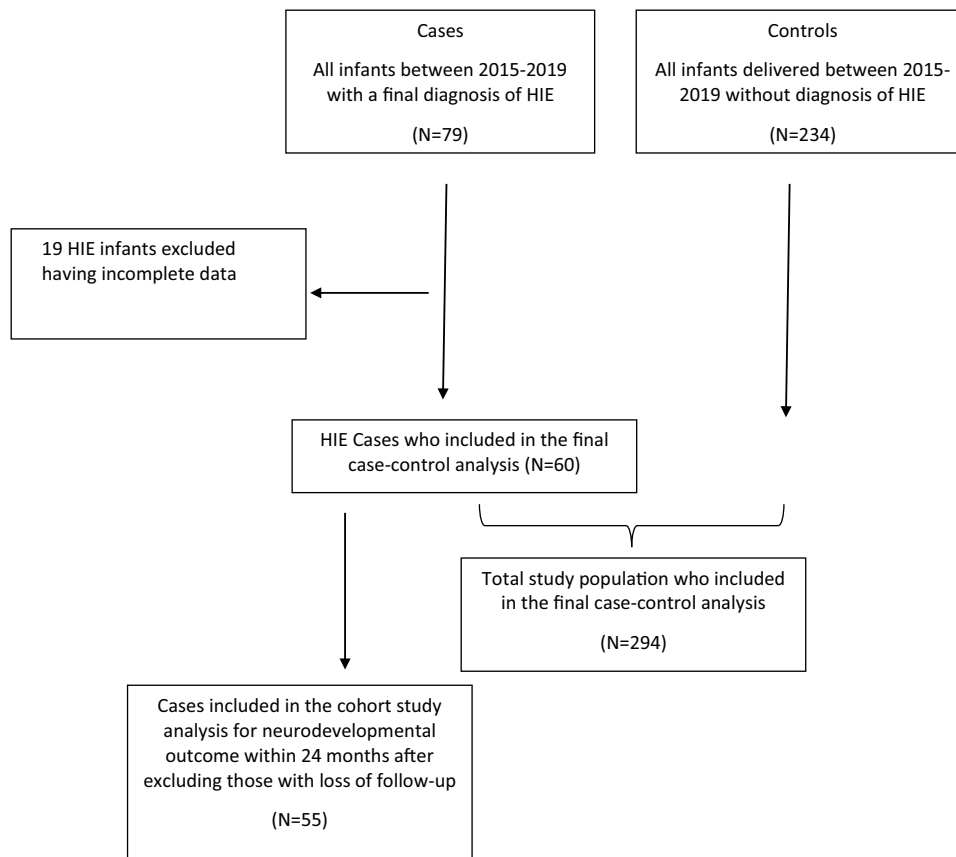 Cases
All infants between 2015-2019
with a final diagnosis of HIE
(N=79)
Controls
All infants delivered between 2015-
2019 without diagnosis of HIE
(N=234)
19 HIE infants excluded
having incomplete data
HIE Cases who included in the final
case-control analysis (N=60)
Total study population who included
in the final case-control analysis
(N=294)
Cases included in the cohort study
analysis for neurodevelopmental
outcome within 24 months after
excluding those with loss of follow-up
(N=55)